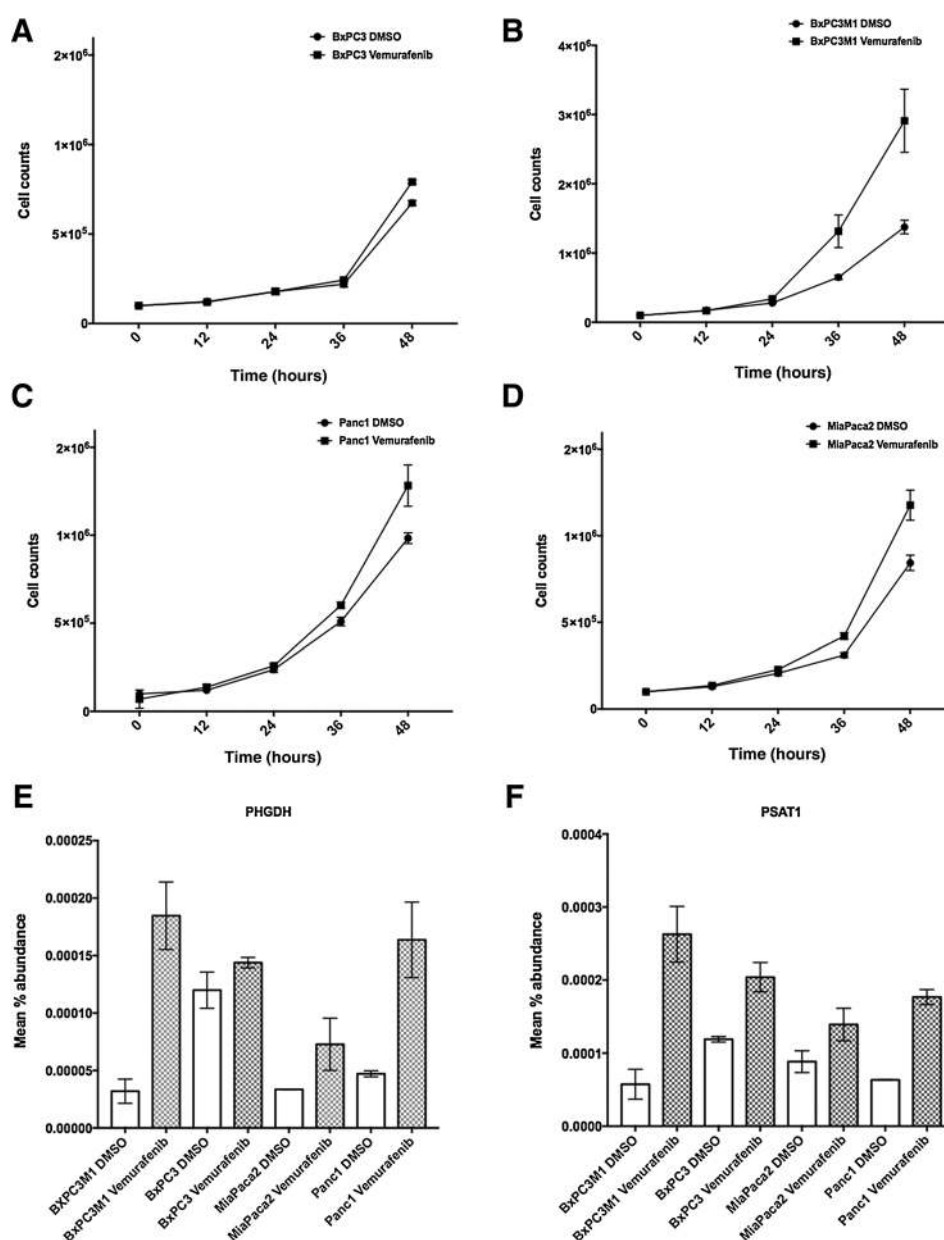 A
BxPC3 DMSO
BxPC3 Vemurafenib
2×10⁶
1×10⁶
5×10⁵
0
Cell counts
0 12 24 36 48
Time (hours)
B
BxPC3M1 DMSO
BxPC3M1 Vemurafenib
4×10⁶
3×10⁶
2×10⁶
1×10⁶
0
Cell counts
0 12 24 36 48
Time (hours)
C
Panc1 DMSO
Panc1 Vemurafenib
2×10⁶
1×10⁶
5×10⁵
0
Cell counts
0 12 24 36 48
Time (hours)
D
MiaPaca2 DMSO
MiaPaca2 Vemurafenib
2×10⁶
1×10⁶
5×10⁵
0
Cell counts
0 12 24 36 48
Time (hours)
E
PHGDH
0.00025
0.00020
0.00015
0.00010
0.00005
0.00000
Mean % abundance
BXPC3M1 DMSO
BxPC3M1 Vemurafenib
BxPC3 DMSO
BxPC3 Vemurafenib
MiaPaca2 DMSO
MiaPaca2 Vemurafenib
Panc1 DMSO
Panc1 Vemurafenib
F
PSAT1
0.0004
0.0003
0.0002
0.0001
0.0000
Mean % abundance
BxPC3M1 DMSO
BxPC3M1 Vemurafenib
BxPC3 DMSO
BxPC3 Vemurafenib
MiaPaca2 DMSO
MiaPaca2 Vemurafenib
Panc1 DMSO
Panc1 Vemurafenib